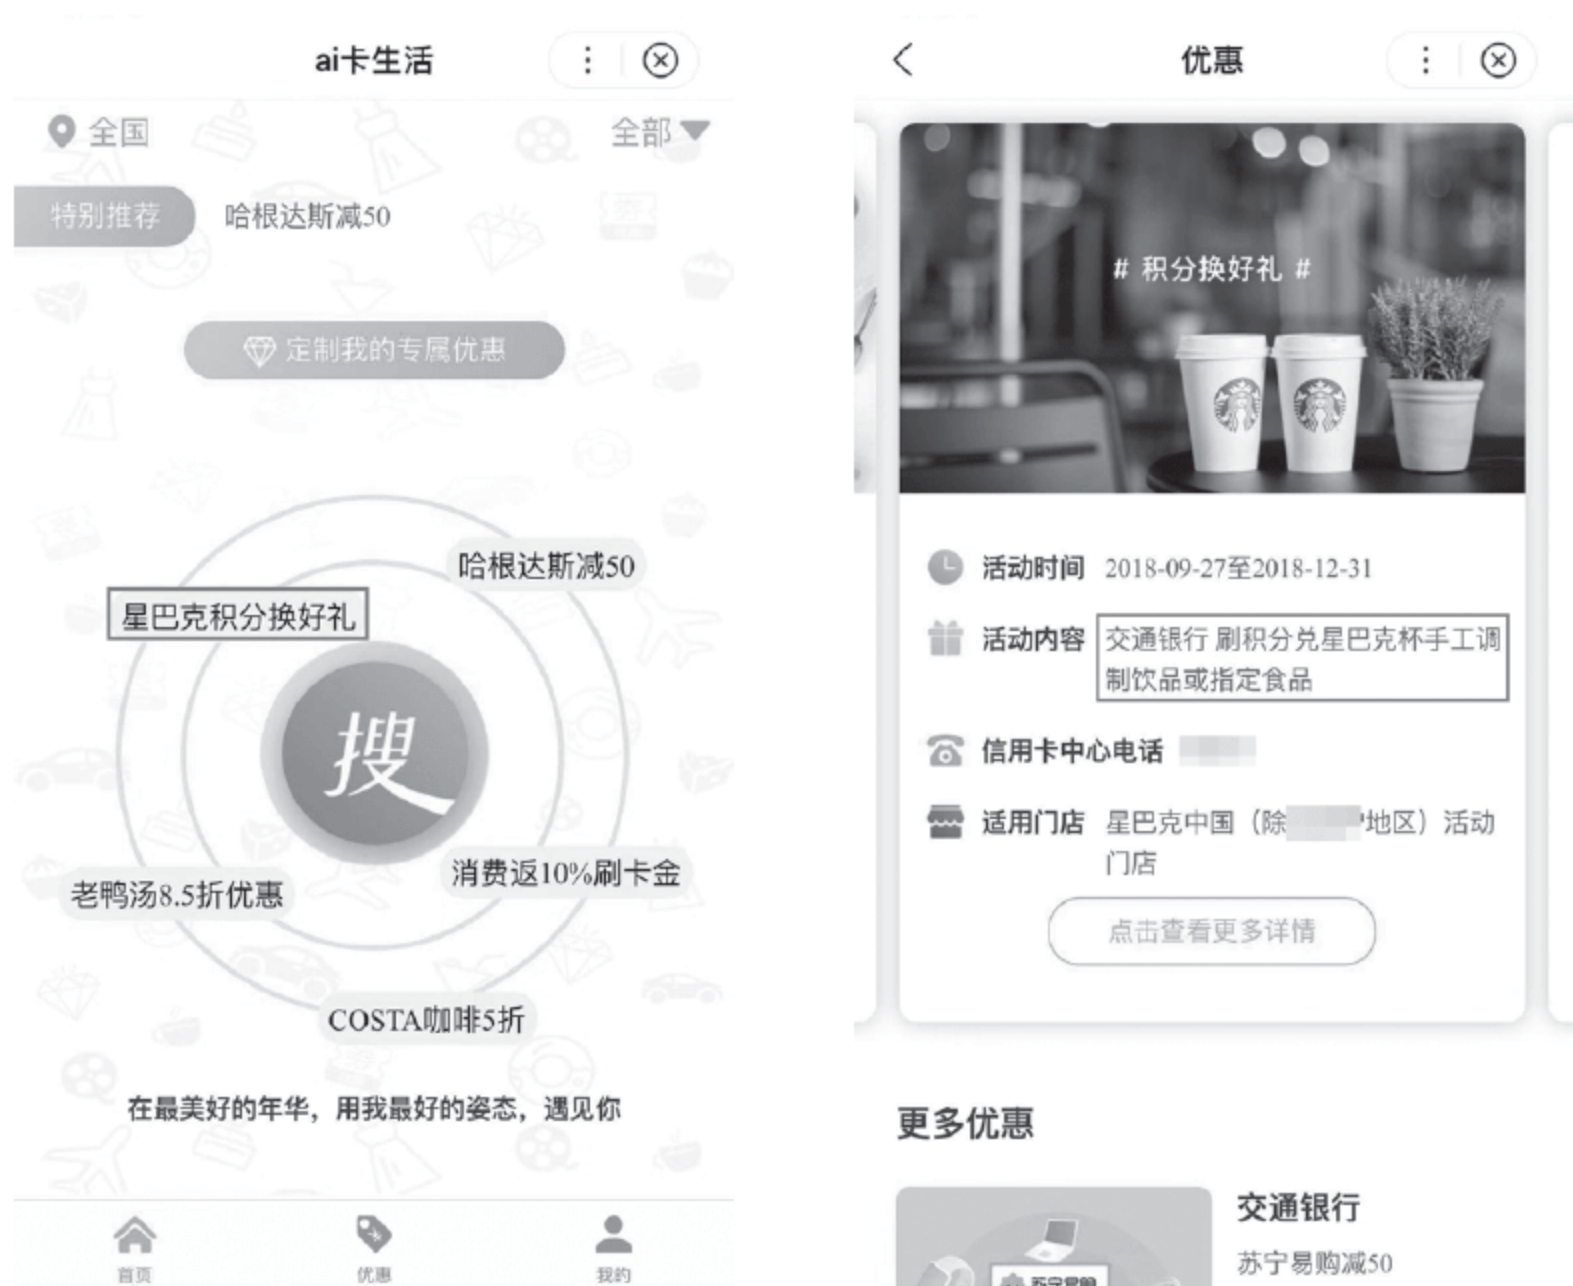 ai卡生活
全国
全部
特别推荐
哈根达斯减50
定制我的专属优惠
哈根达斯减50
星巴克积分换好礼
搜
消费返10%刷卡金
老鸭汤8.5折优惠
COSTA咖啡5折
在最美好的年华，用我最好的姿态，遇见你
首页
优惠
我的
优惠
# 积分换好礼 #
活动时间 2018-09-27至2018-12-31
活动内容 交通银行 刷积分兑星巴克杯手工调
制饮品或指定食品
信用卡中心电话
适用门店 星巴克中国（除 地区）活动
门店
点击查看更多详情
更多优惠
交通银行
苏宁易购减50
苏宁易购